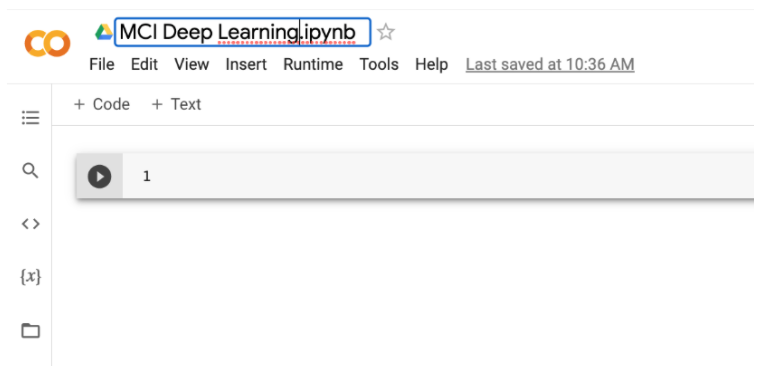 MCI Deep Learning.ipynb
File Edit View Insert Runtime Tools Help Last saved at 10:36 AM
+ Code + Text
1
{x}